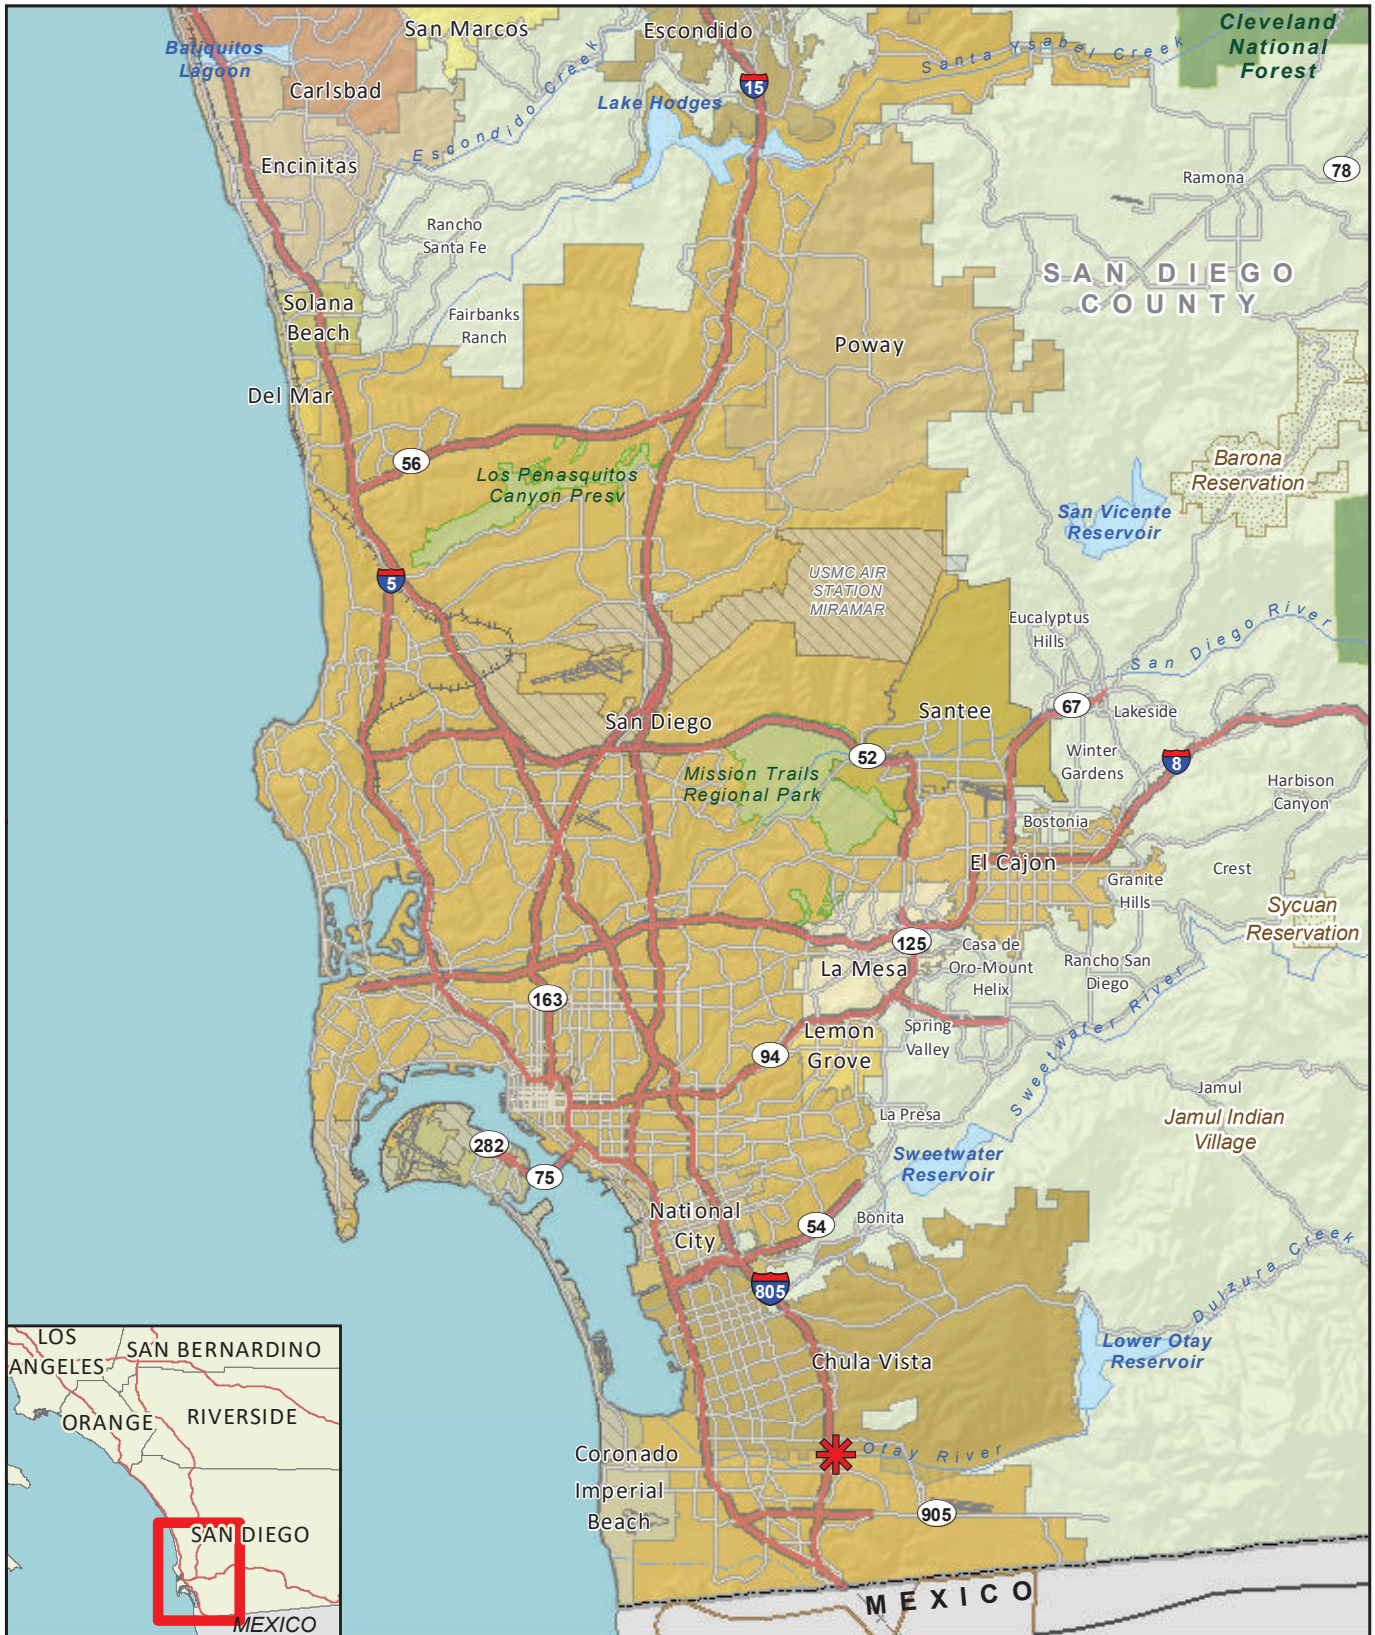 San Marcos
Escondido
Cleveland
National
Forest
Batiquitos
Lagoon
Carlsbad
Escondido Creek
Lake Hodges
15
Santa Ysabel Creek
Encinitas
Ramona
78
Rancho
Santa Fe
SAN DIEGO
COUNTY
Solana
Beach
Fairbanks
Ranch
Poway
Del Mar
56
Los Penasquitos
Canyon Presv
Barona
Reservation
San Vicente
Reservoir
5
USMC AIR
STATION
MIRAMAR
Eucalyptus
Hills
San Diego River
San Diego
Santee
67
Lakeside
52
Winter
Gardens
8
Mission Trails
Regional Park
Harbison
Canyon
Bostonia
El Cajon
Crest
Granite
Hills
Sycuan
Reservation
125
Casa de
Oro-Mount
Helix
La Mesa
Rancho San
Diego
163
Lemon
Grove
Spring
Valley
Sweetwater River
94
Jamul
La Presa
Jamul Indian
Village
282
75
Sweetwater
Reservoir
National
City
54
Bonita
Dulzura Creek
805
Chula Vista
Lower Otay
Reservoir
Otay River
Coronado
Imperial
Beach
905
MEXICO
LOS
ANGELES
SAN BERNARDINO
ORANGE
RIVERSIDE
SAN DIEGO
MEXICO